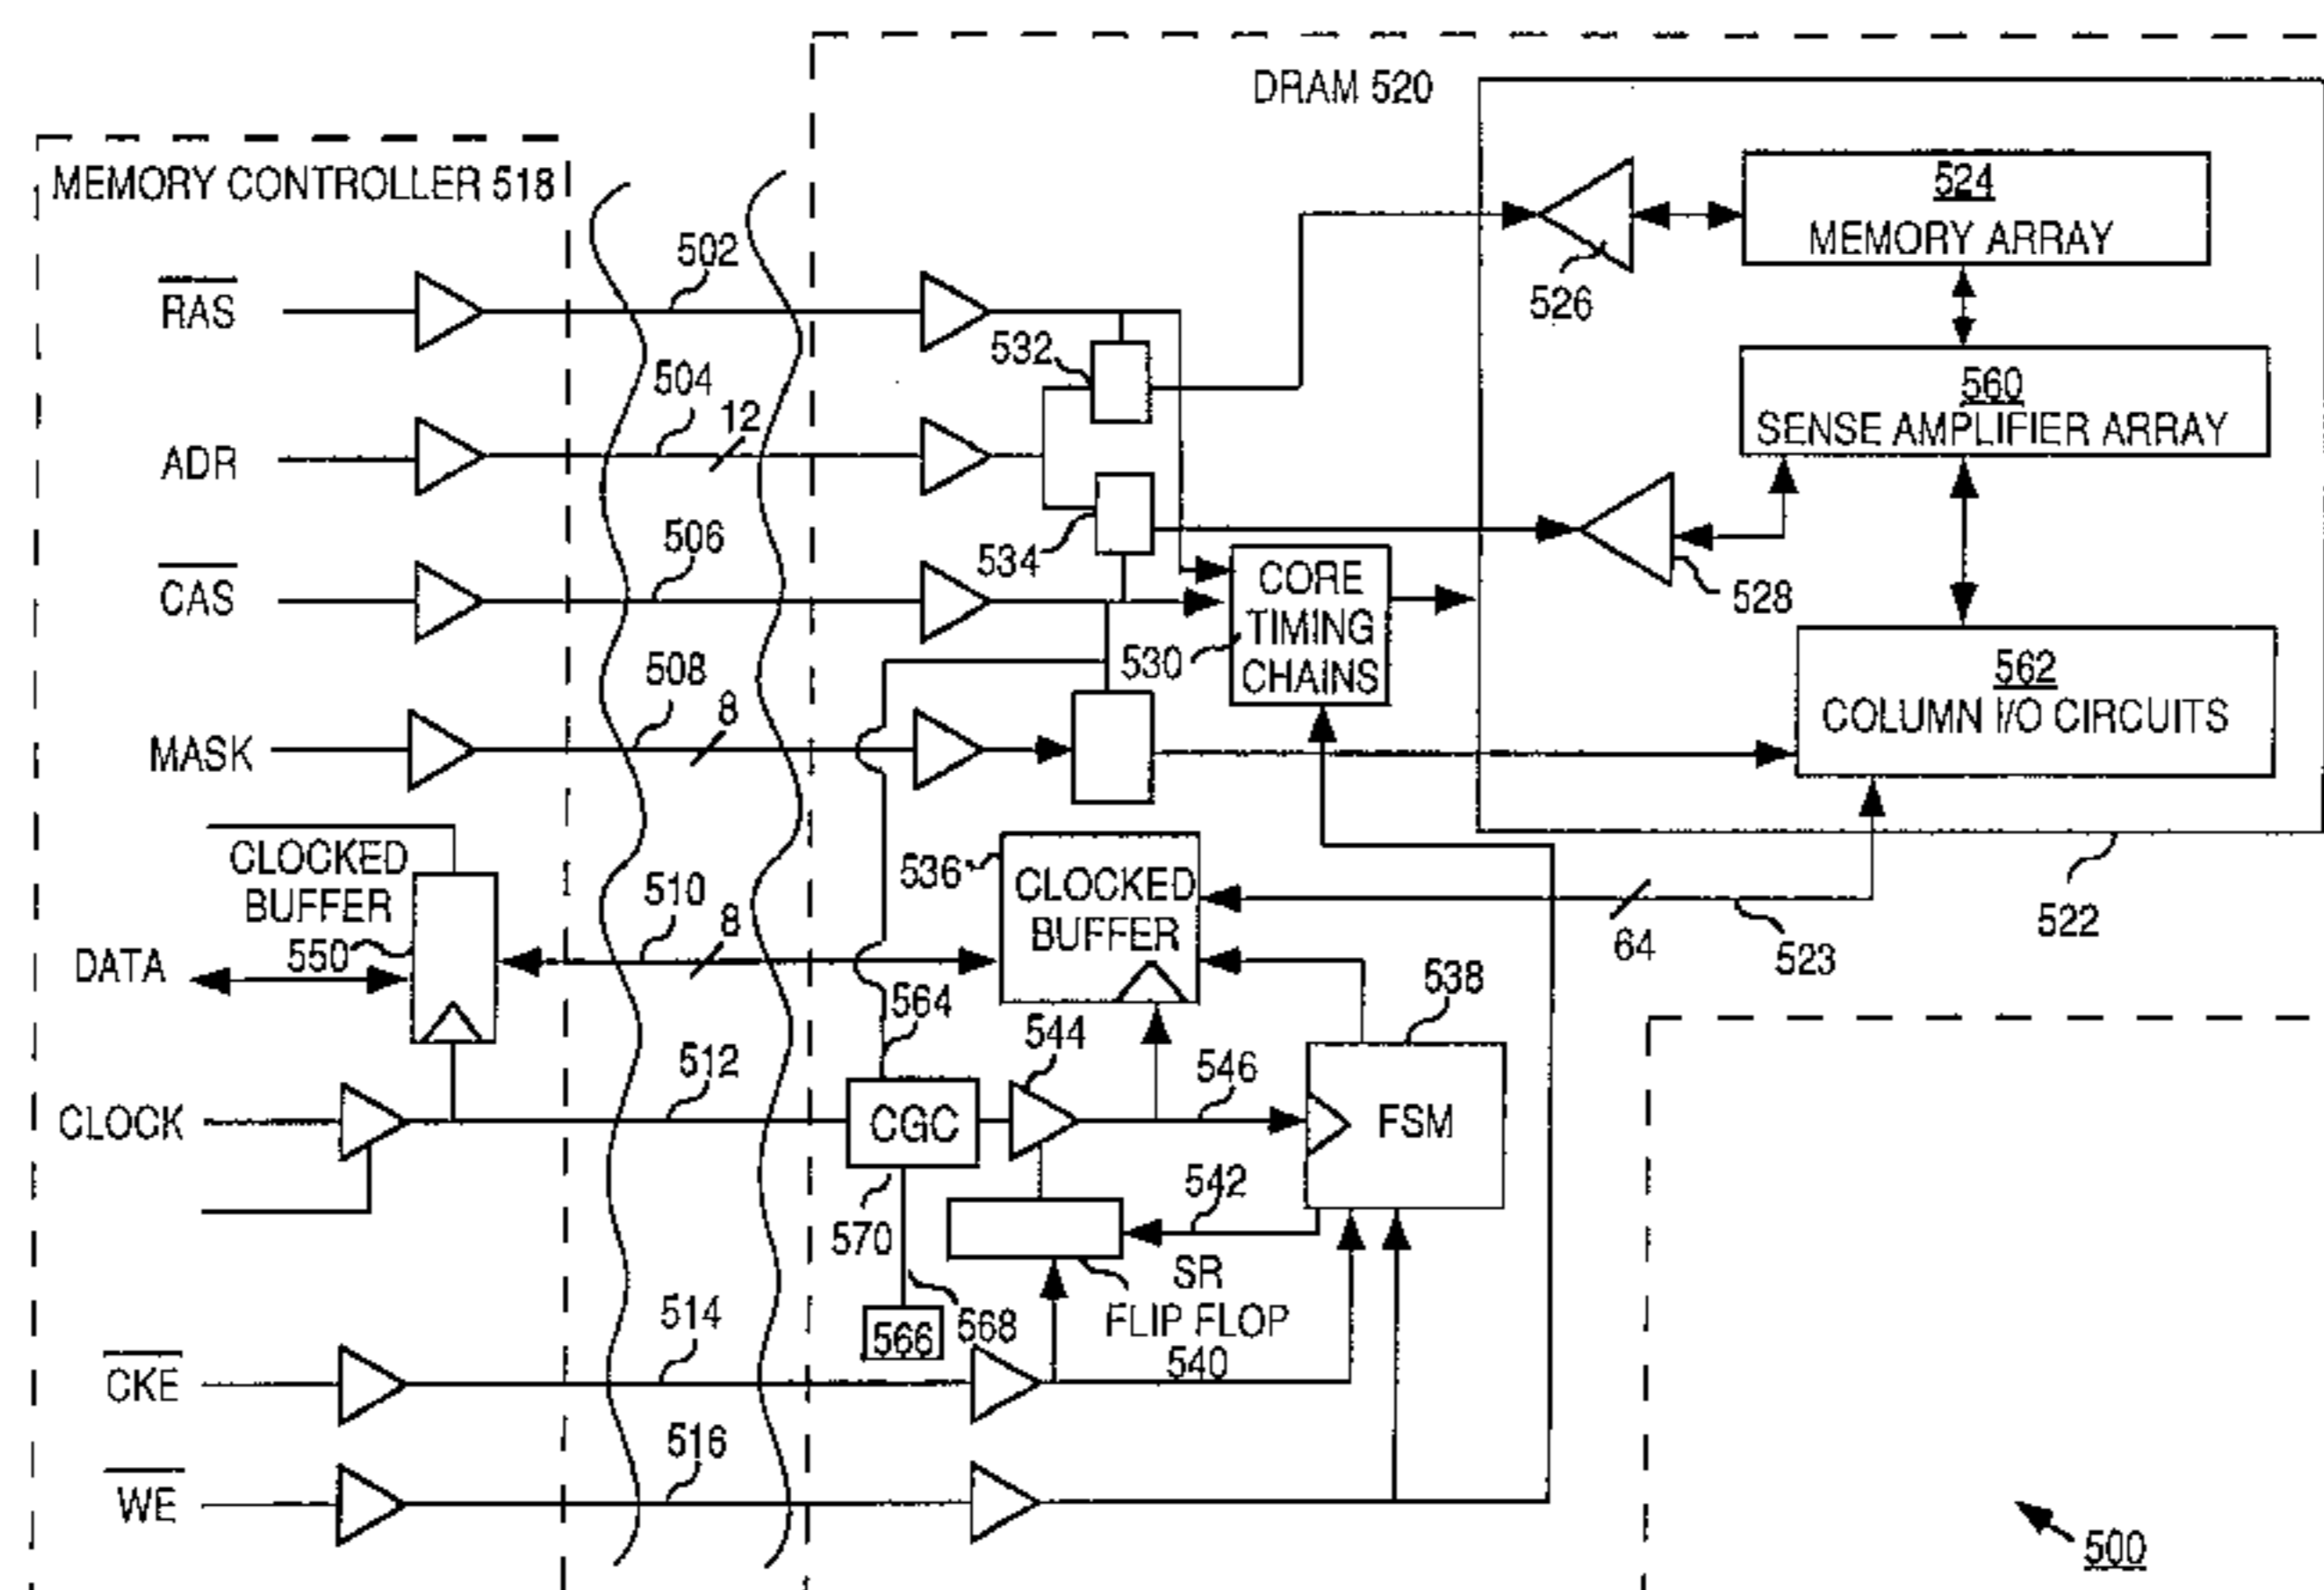 DRAM 520
MEMORY CONTROLLER 518
524
MEMORY ARRAY
526
502
RAS
532
504
12
ADR
560
SENSE AMPLIFIER ARRAY
506
534
CAS
528
CORE
TIMING
CHAINS
530
508
8
MASK
562
COLUMN I/O CIRCUITS
CLOCKED
BUFFER
550
510
8
DATA
536
CLOCKED
BUFFER
64
523
522
538
564
544
546
512
CLOCK
CGC
FSM
542
570
SR
FLIP FLOP
540
568
566
514
CKE
516
WE
500